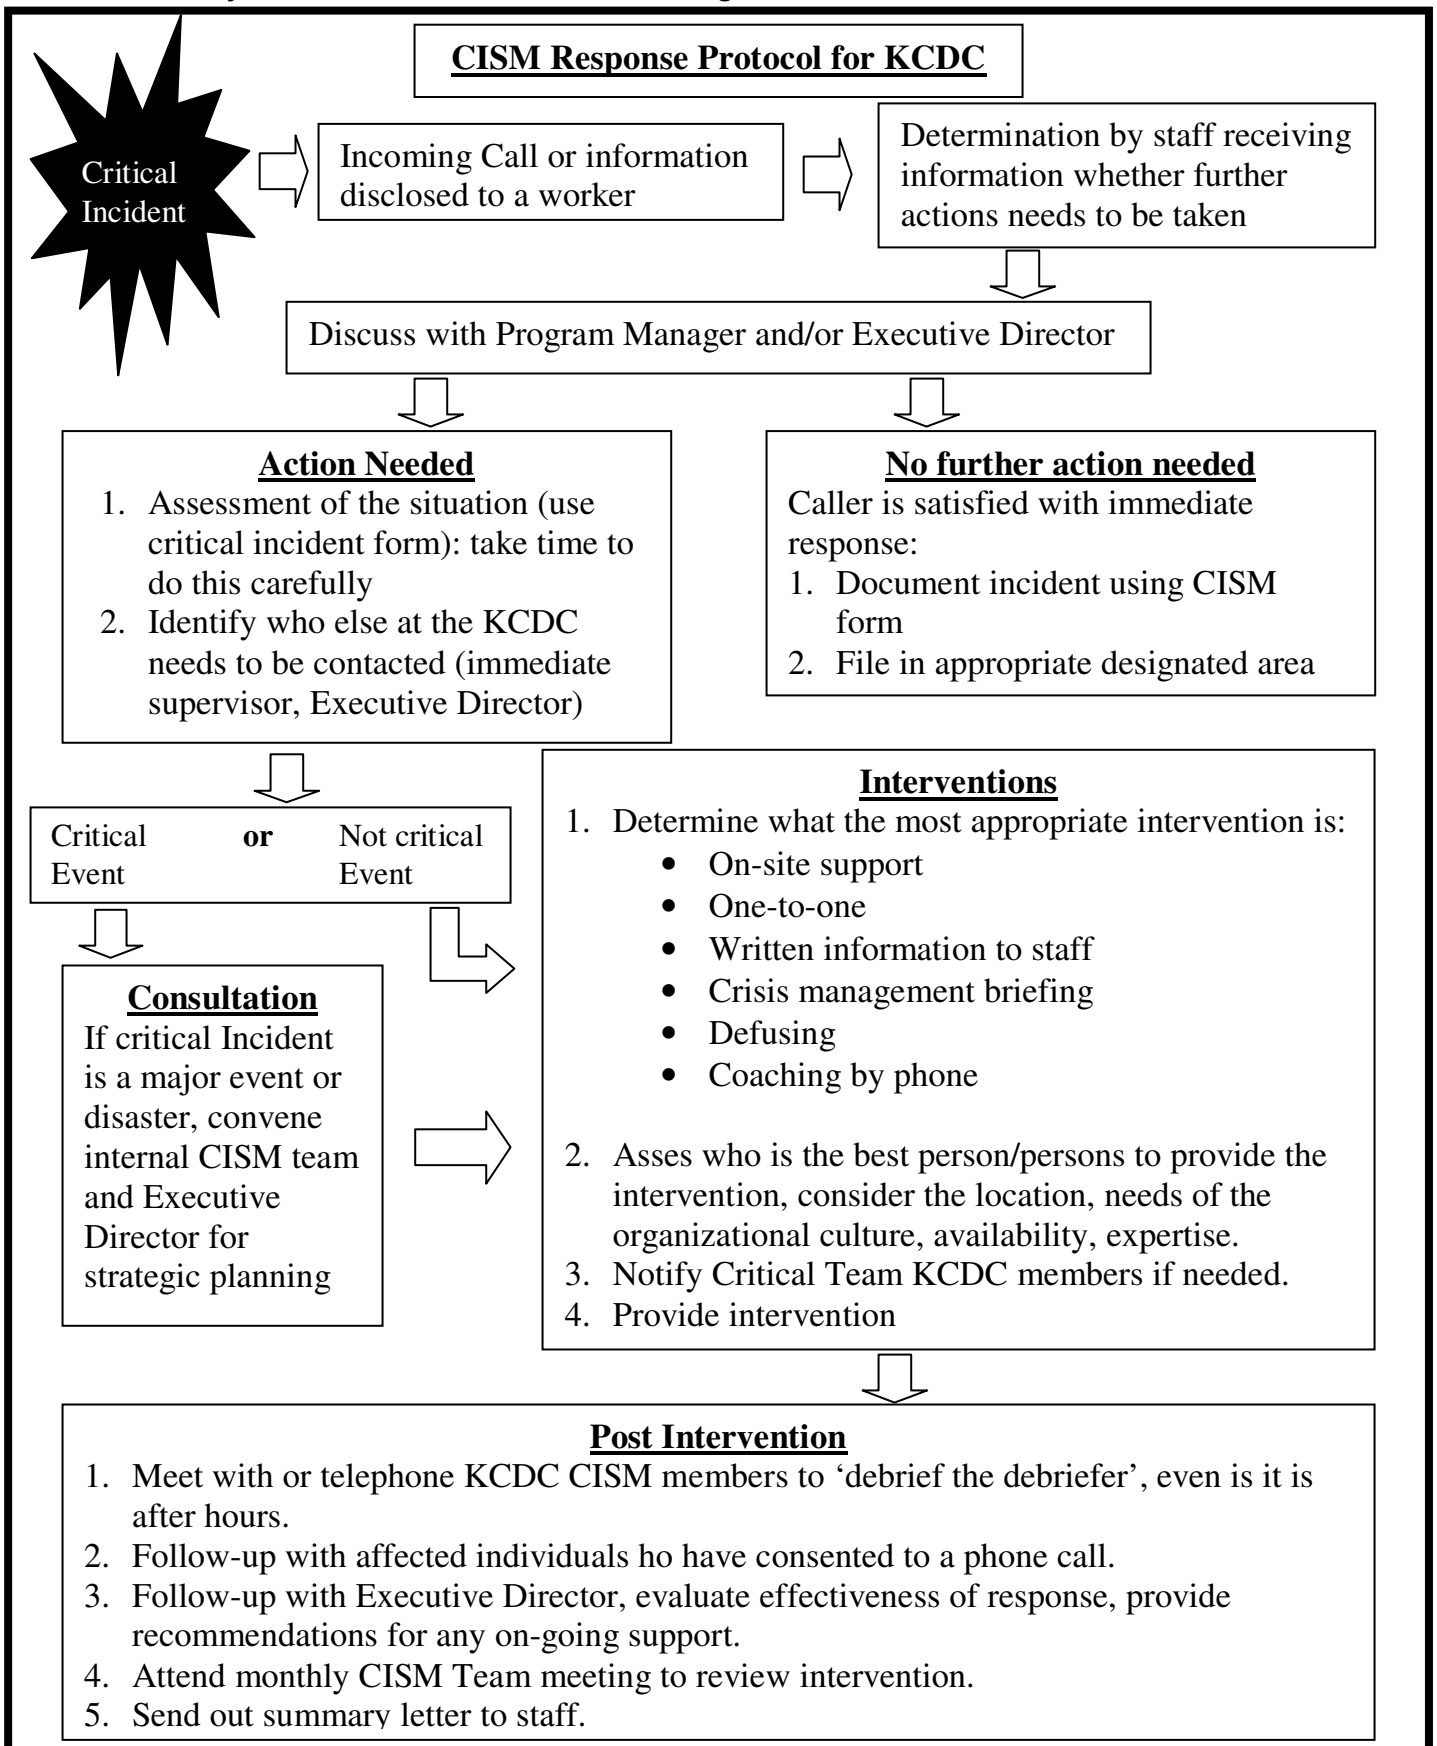 CISM Response Protocol for KCDC
Critical
Incident
Incoming Call or information
disclosed to a worker
Determination by staff receiving
information whether further
actions needs to be taken
Discuss with Program Manager and/or Executive Director
Action Needed
1. Assessment of the situation (use
critical incident form): take time to
do this carefully
2. Identify who else at the KCDC
needs to be contacted (immediate
supervisor, Executive Director)
No further action needed
Caller is satisfied with immediate
response:
1. Document incident using CISM
form
2. File in appropriate designated area
Critical or Not critical
Event Event
Consultation
If critical Incident
is a major event or
disaster, convene
internal CISM team
and Executive
Director for
strategic planning
Interventions
1. Determine what the most appropriate intervention is:
• On-site support
• One-to-one
• Written information to staff
• Crisis management briefing
• Defusing
• Coaching by phone
2. Asses who is the best person/persons to provide the
intervention, consider the location, needs of the
organizational culture, availability, expertise.
3. Notify Critical Team KCDC members if needed.
4. Provide intervention
Post Intervention
1. Meet with or telephone KCDC CISM members to ‘debrief the debriefer’, even is it is
after hours.
2. Follow-up with affected individuals ho have consented to a phone call.
3. Follow-up with Executive Director, evaluate effectiveness of response, provide
recommendations for any on-going support.
4. Attend monthly CISM Team meeting to review intervention.
5. Send out summary letter to staff.